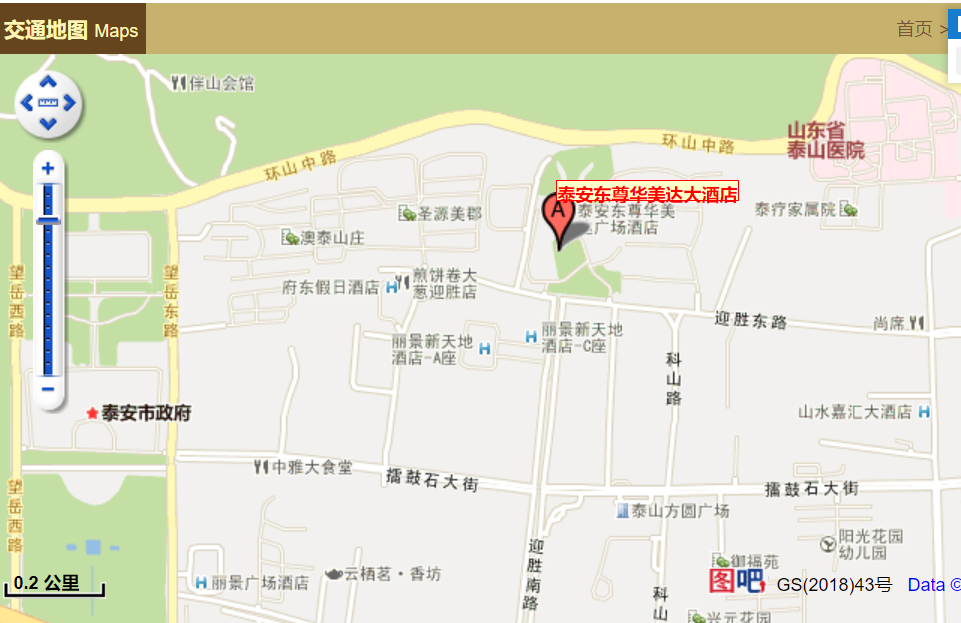 交通地图 Maps
首页 >
伴山会馆
环山中路
环山中路
山东省
泰山医院
泰安东尊华美达大酒店
A
泰安东尊华美
广场酒店
泰疗家属院
圣源美郡
澳泰山庄
望岳西路
望岳东路
府东假日酒店
H
煎饼卷大
葱迎胜店
迎胜东路
尚席
丽景新天地
酒店-A座
H
H
丽景新天地
酒店-C座
科山路
泰安市政府
山水嘉汇大酒店
H
中雅大食堂
擂鼓石大街
擂鼓石大街
望岳西路
泰山方圆广场
迎胜南路
阳光花园
幼儿园
御福苑
0.2 公里
H
丽景广场酒店
云栖茗·香坊
图吧
GS(2018)43号
Data ©
科山
兴元花园